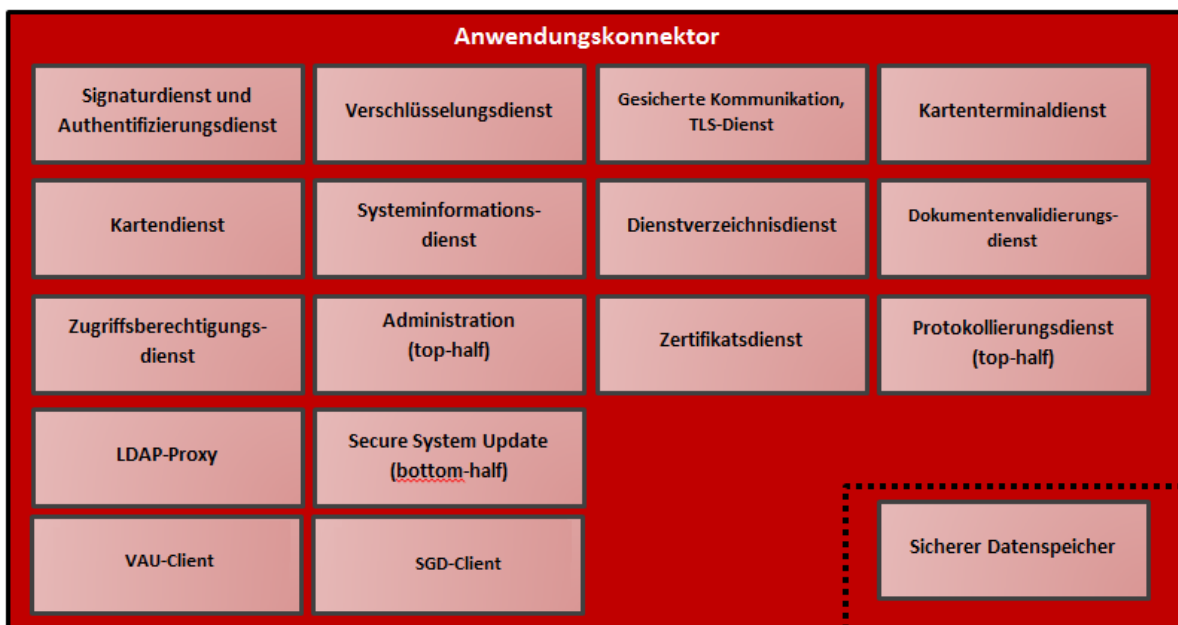 Anwendungskonnektor
Signaturdienst und
Authentifizierungsdienst
Verschlüsselungsdienst
Gesicherte Kommunikation,
TLS-Dienst
Kartenterminaldienst
Kartendienst
Systeminformations-
dienst
Dienstverzeichnisdienst
Dokumentenvalidierungs-
dienst
Zugriffsberechtigungs-
dienst
Administration
(top-half)
Zertifikatsdienst
Protokollierungsdienst
(top-half)
LDAP-Proxy
Secure System Update
(bottom-half)
VAU-Client
SGD-Client
Sicherer Datenspeicher